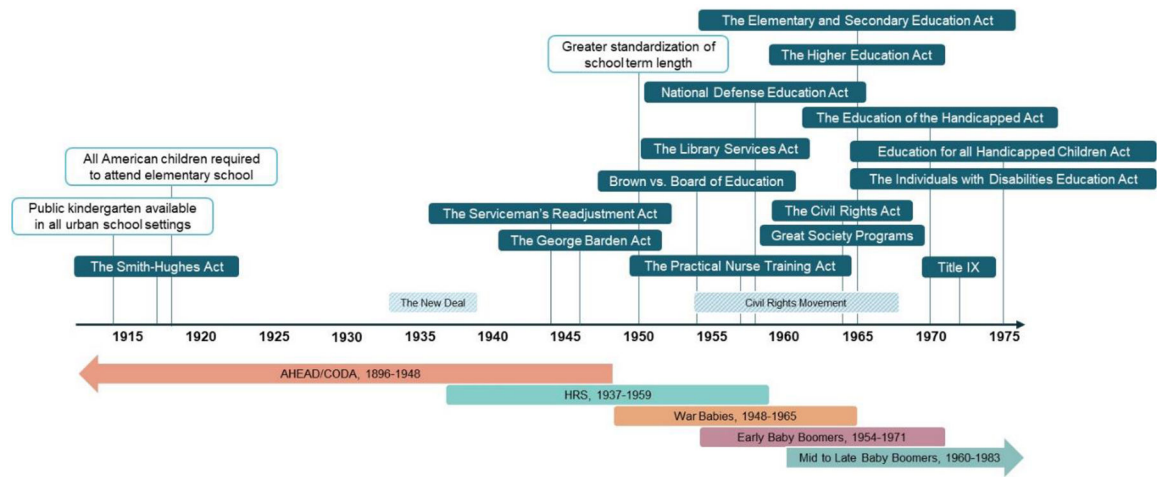 The Elementary and Secondary Education Act
Greater standardization of
school term length
The Higher Education Act
National Defense Education Act
The Education of the Handicapped Act
The Library Services Act
Education for all Handicapped Children Act
All American children required
to attend elementary school
Brown vs. Board of Education
The Individuals with Disabilities Education Act
Public kindergarten available
in all urban school settings
The Serviceman's Readjustment Act
The Civil Rights Act
The George Barden Act
Great Society Programs
The Smith-Hughes Act
The Practical Nurse Training Act
Title IX
The New Deal
Civil Rights Movement
1915 1920 1925 1930 1935 1940 1945 1950 1955 1960 1965 1970 1975
AHEAD/CODA, 1896-1948
HRS, 1937-1959
War Babies, 1948-1965
Early Baby Boomers, 1954-1971
Mid to Late Baby Boomers, 1960-1983